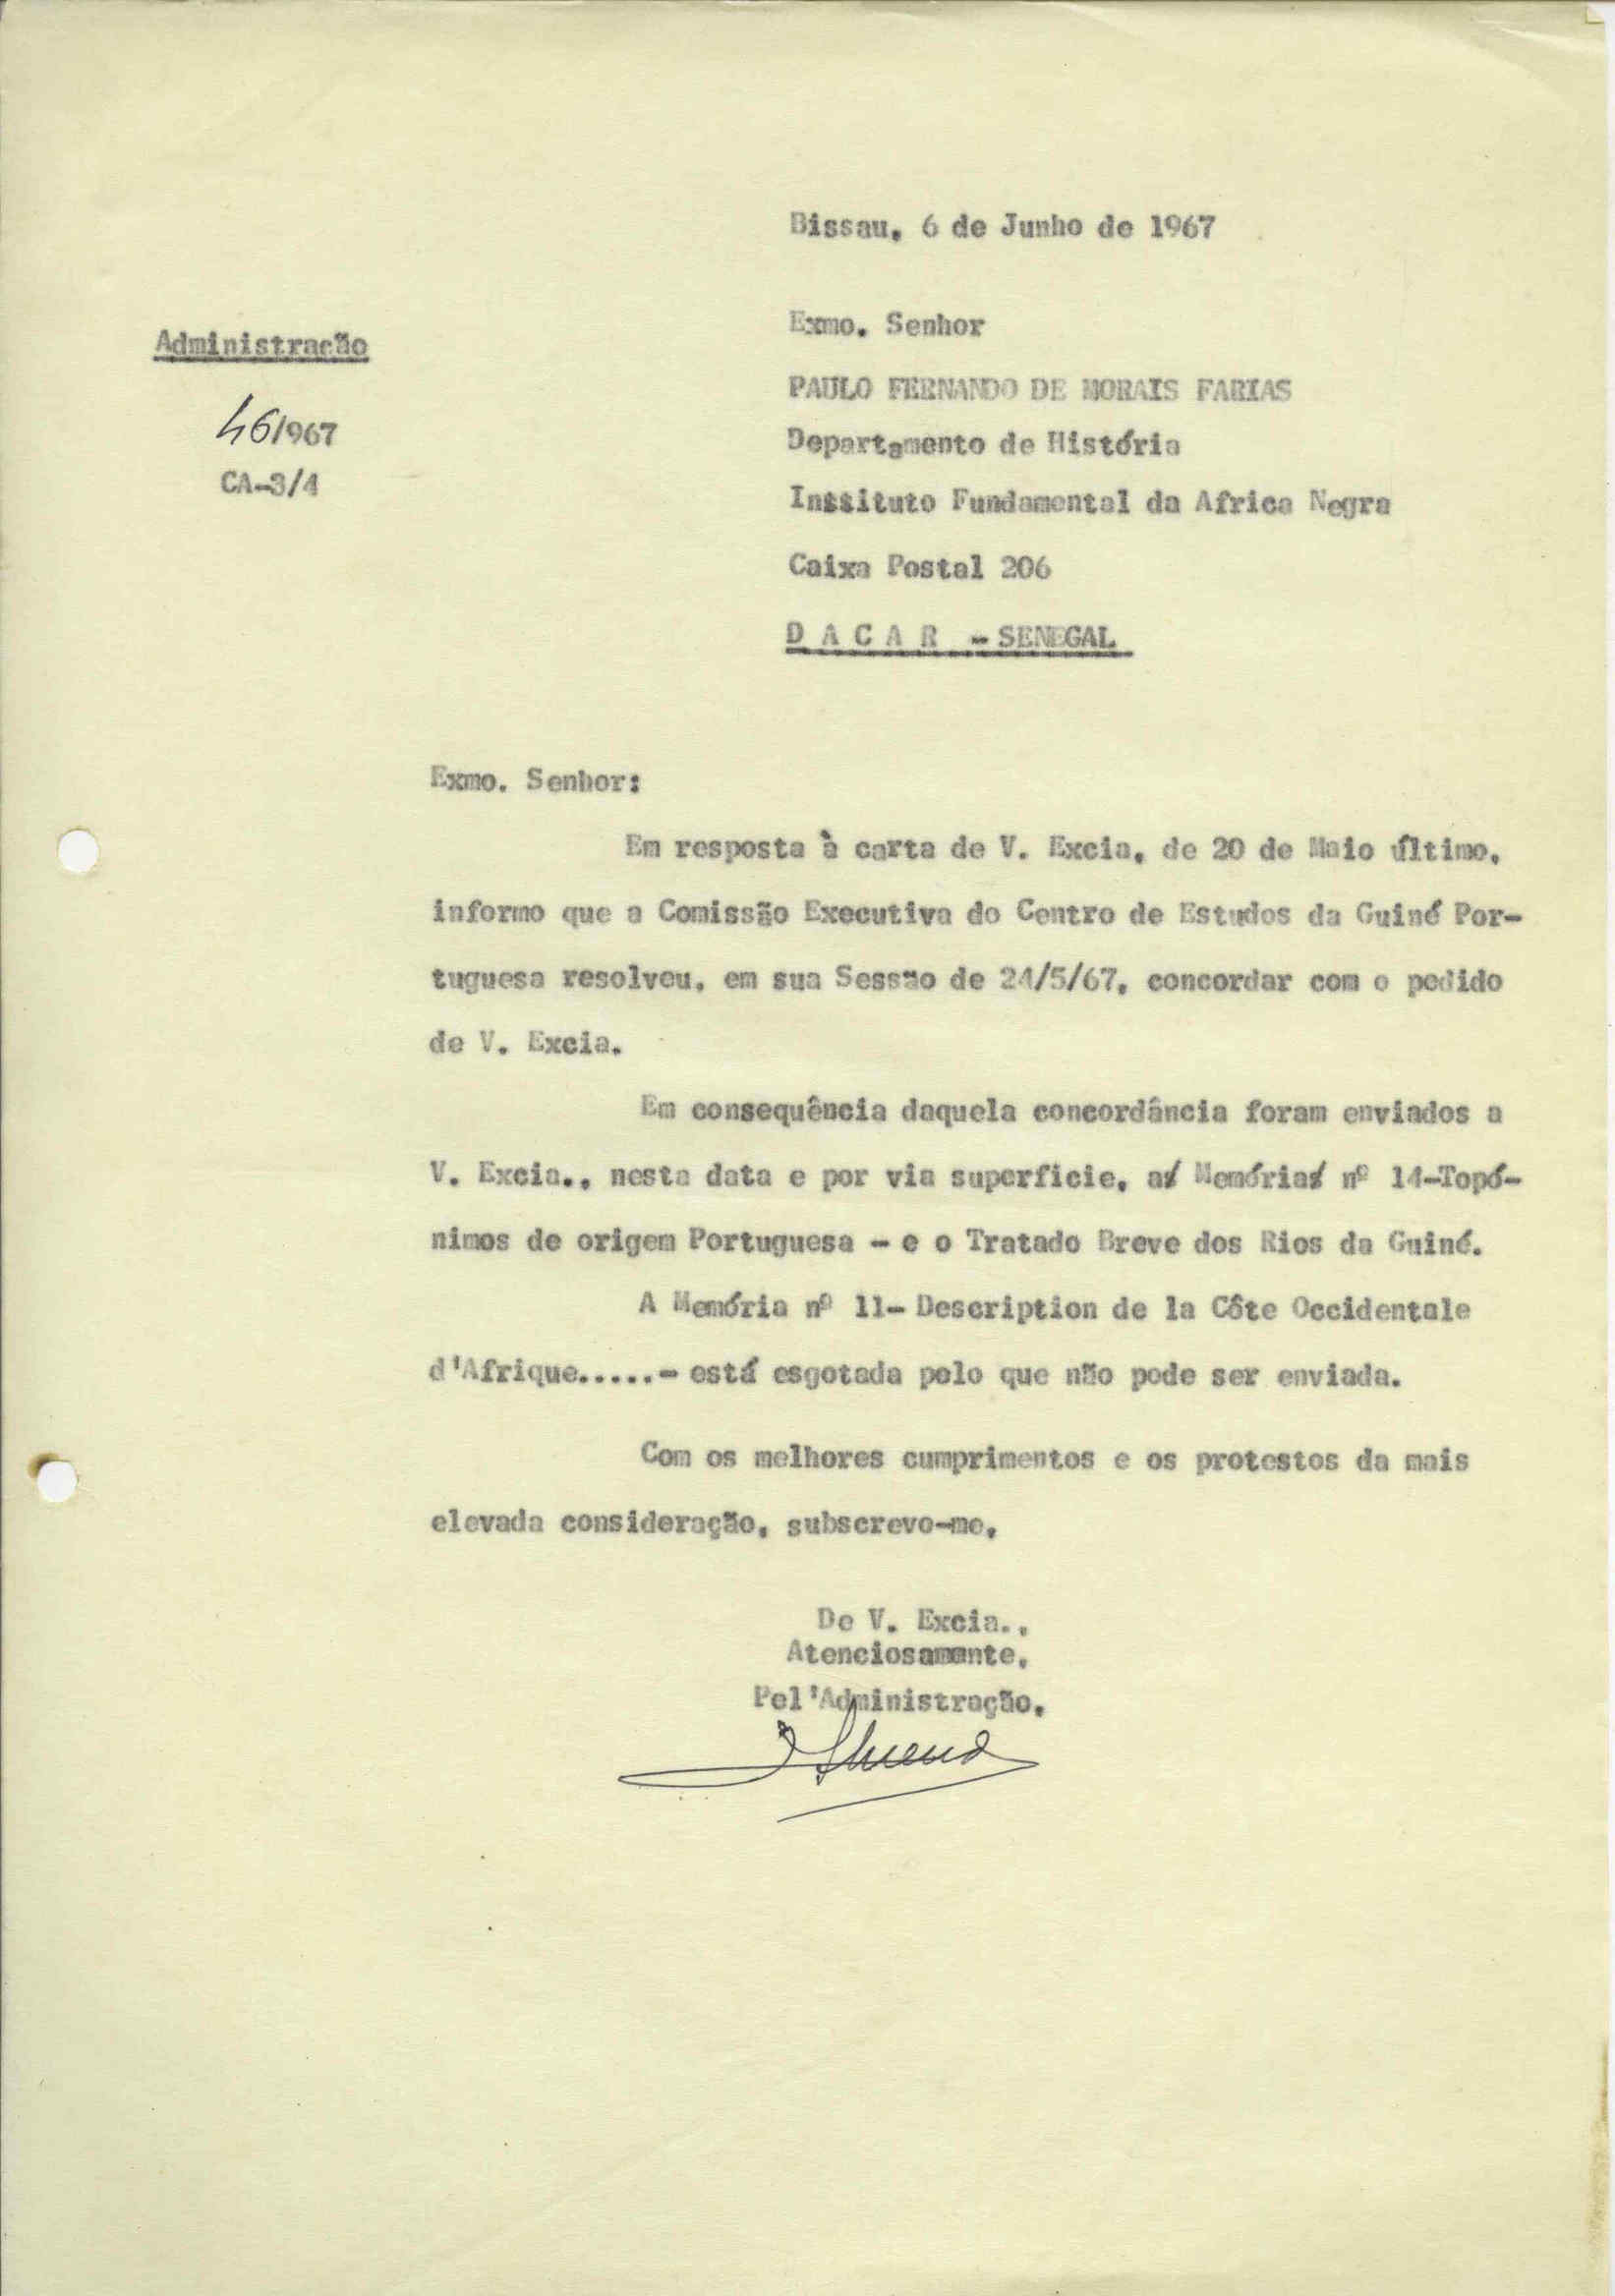 Bissau, 6 de Junho de 1967
Administração
Exmo. Senhor
PAULO FERNANDO DE MORAIS FARIAS
46/967
Departamento de História
CA-3/4
Instituto Fundamental da Africa Negra
Caixa Postal 206
D A C A R - SENEGAL
Exmo. Senhor:
Em resposta à carta de V. Excia, de 20 de Maio último,
informo que a Comissão Executiva do Centro de Estudos da Guiné Por-
tuguesa resolveu, em sua Sessão de 24/5/67, concordar com o pedido
de V. Excia.
Em consequência daquela concordância foram enviados a
V. Excia., nesta data e por via superficie, a Memória nº 14-Topó-
nimos de origem Portuguesa - e o Tratado Breve dos Rios da Guiné.
A Memória nº 11- Description de la Côte Occidentale
d'Afrique.....- está esgotada pelo que não pode ser enviada.
Com os melhores cumprimentos e os protestos da mais
elevada consideração, subscrevo-me,
De V. Excia.,
Atenciosamente,
Pel'Administração,